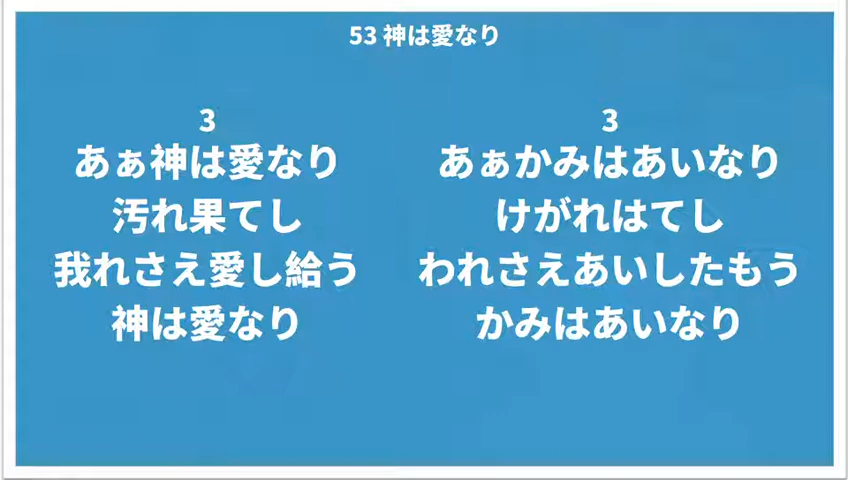 53 神は愛なり
3
あぁ神は愛なり
汚れ果てし
我れさえ愛し給う
神は愛なり
3
あぁかみはあいなり
けがれはてし
われさえあいしたもう
かみはあいなり